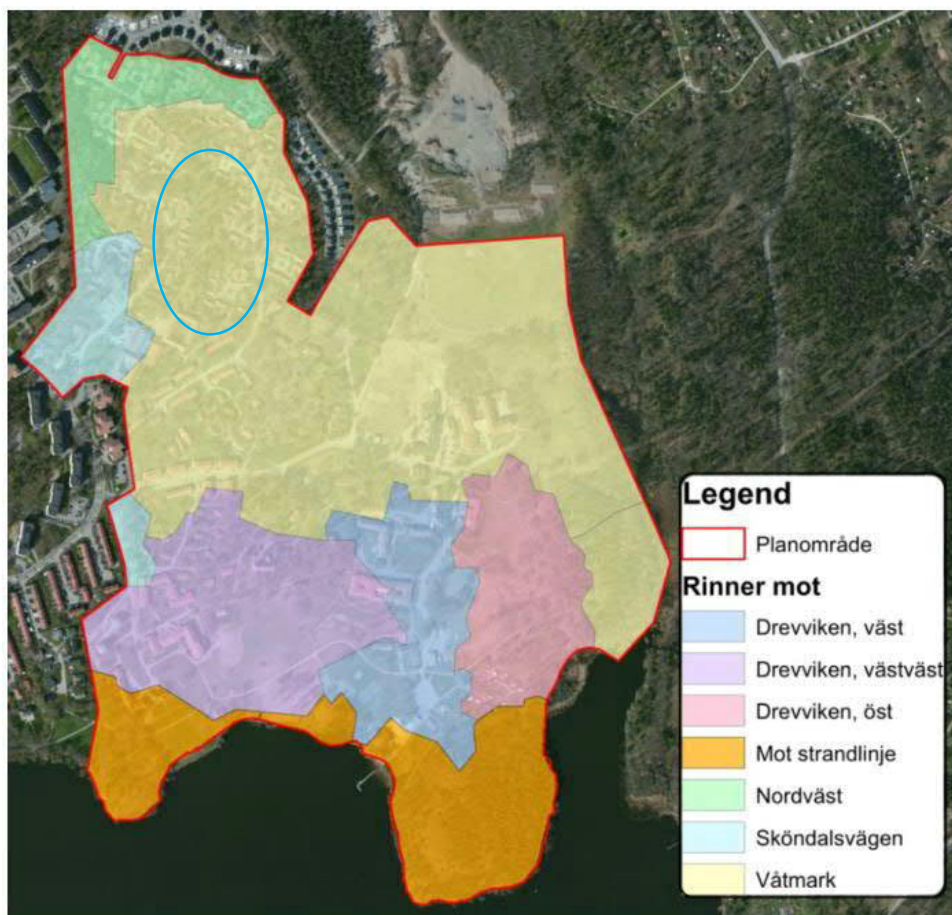 Legend
Planområde
Rinner mot
Drevviken, väst
Drevviken, västväst
Drevviken, öst
Mot strandlinje
Nordväst
Sköndalsvägen
Våtmark